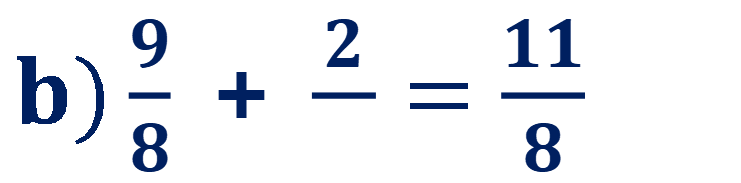 b) 9/8 + 2/ = 11/8